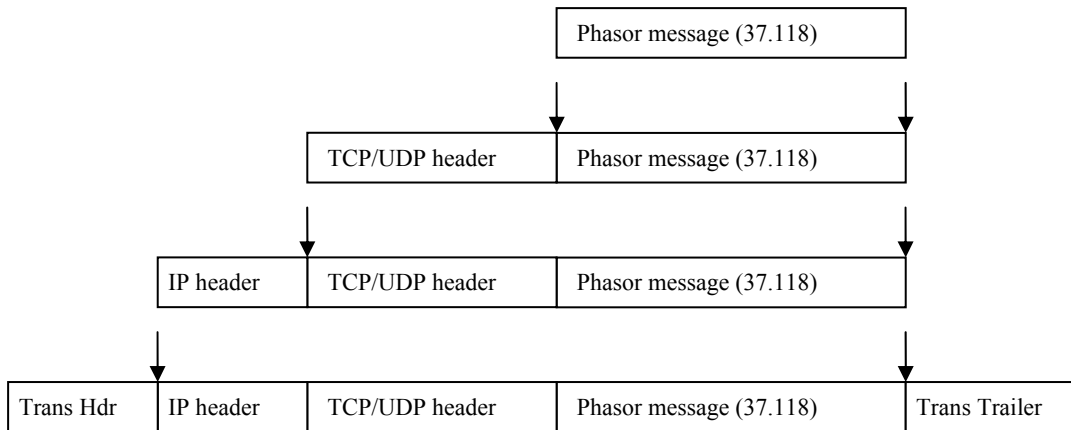 Phasor message (37.118)
TCP/UDP header Phasor message (37.118)
IP header TCP/UDP header Phasor message (37.118)
Trans Hdr IP header TCP/UDP header Phasor message (37.118) Trans Trailer